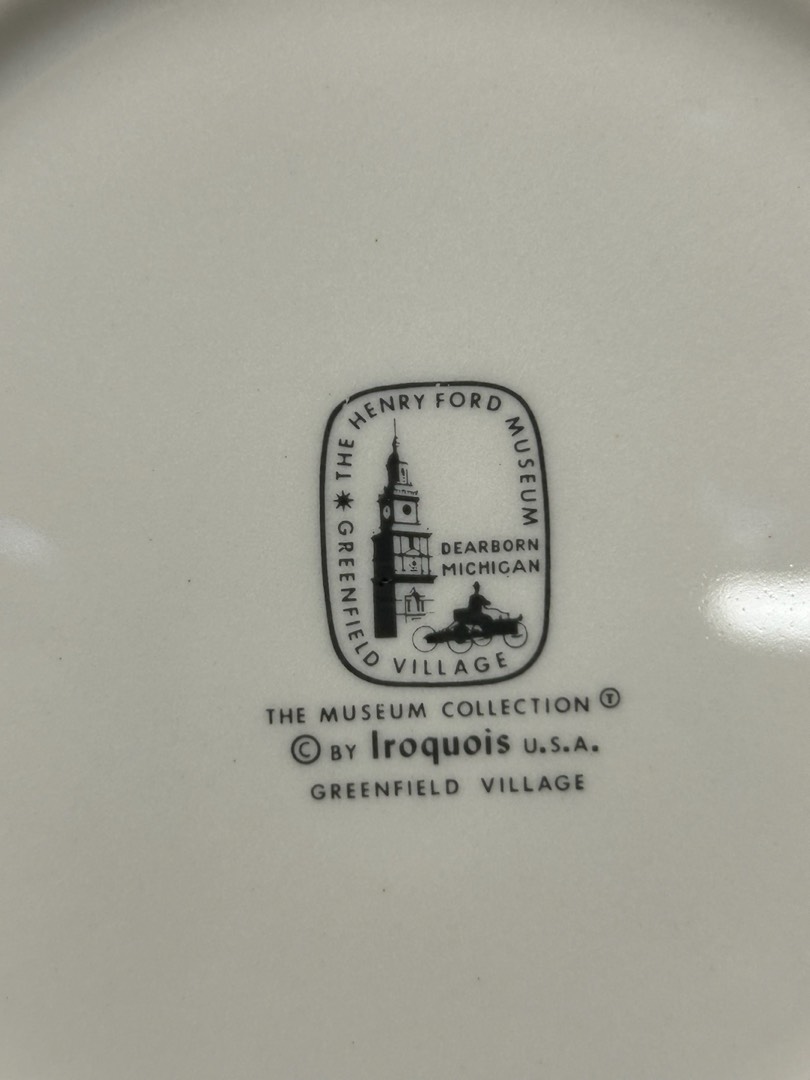 THE HENRY FORD MUSEUM
✷ GREENFIELD VILLAGE
DEARBORN
MICHIGAN
THE MUSEUM COLLECTION Ⓣ
© BY Iroquois U.S.A.
GREENFIELD VILLAGE